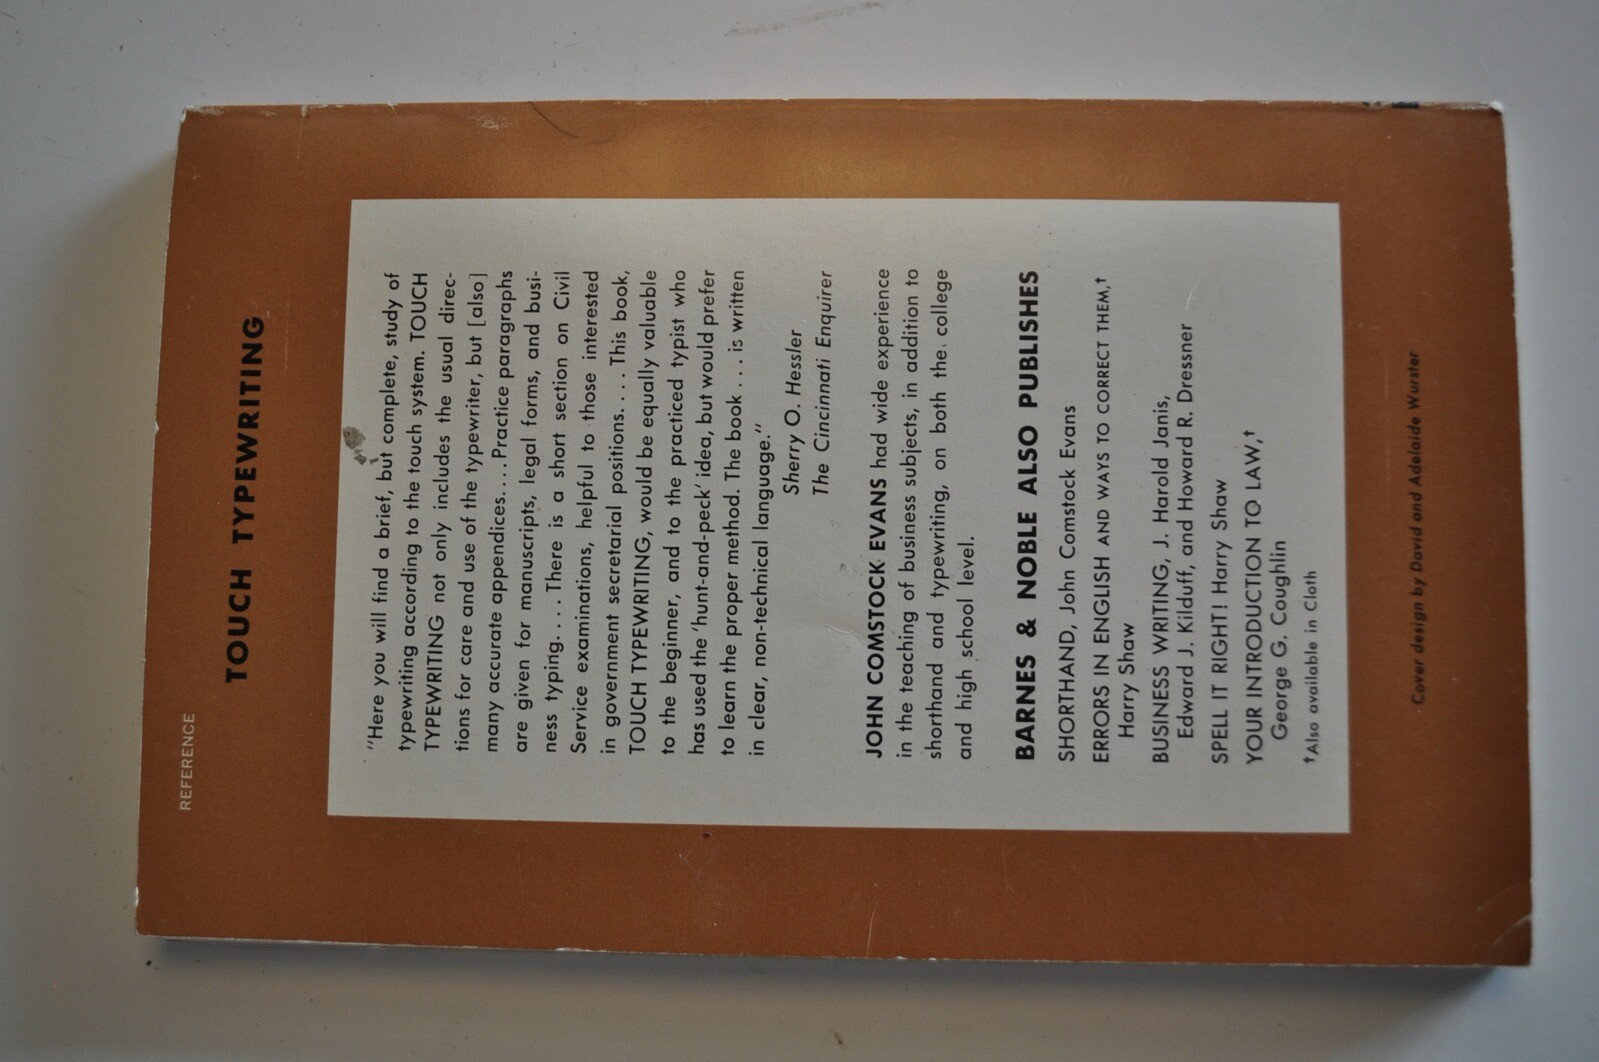 REFERENCE
TOUCH TYPEWRITING
"Here you will find a brief, but complete, study of
typewriting according to the touch system. TOUCH
TYPEWRITING not only includes the usual direc-
tions for care and use of the typewriter, but [also]
many accurate appendices....Practice paragraphs
are given for manuscripts, legal forms, and busi-
ness typing.... There is a short section on Civil
Service examinations, helpful to those interested
in government secretarial positions.... This book,
TOUCH TYPEWRITING, would be equally valuable
to the beginner, and to the practiced typist who
has used the 'hunt-and-peck' idea, but would prefer
to learn the proper method. The book ... is written
in clear, non-technical language."
Sherry O. Hessler
The Cincinnati Enquirer
JOHN COMSTOCK EVANS had wide experience
in the teaching of business subjects, in addition to
shorthand and typewriting, on both the college
and high school level.
BARNES & NOBLE ALSO PUBLISHES
SHORTHAND, John Comstock Evans
ERRORS IN ENGLISH AND WAYS TO CORRECT THEM,†
Harry Shaw
BUSINESS WRITING, J. Harold Janis,
Edward J. Kilduff, and Howard R. Dressner
SPELL IT RIGHT! Harry Shaw
YOUR INTRODUCTION TO LAW,†
George G. Coughlin
†Also available in Cloth
Cover design by David and Adelaide Wurster